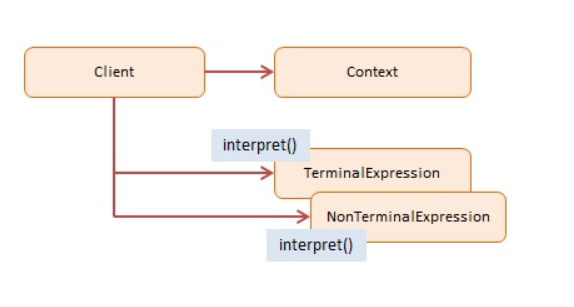 Client
Context
interpret()
TerminalExpression
NonTerminalExpression
interpret()